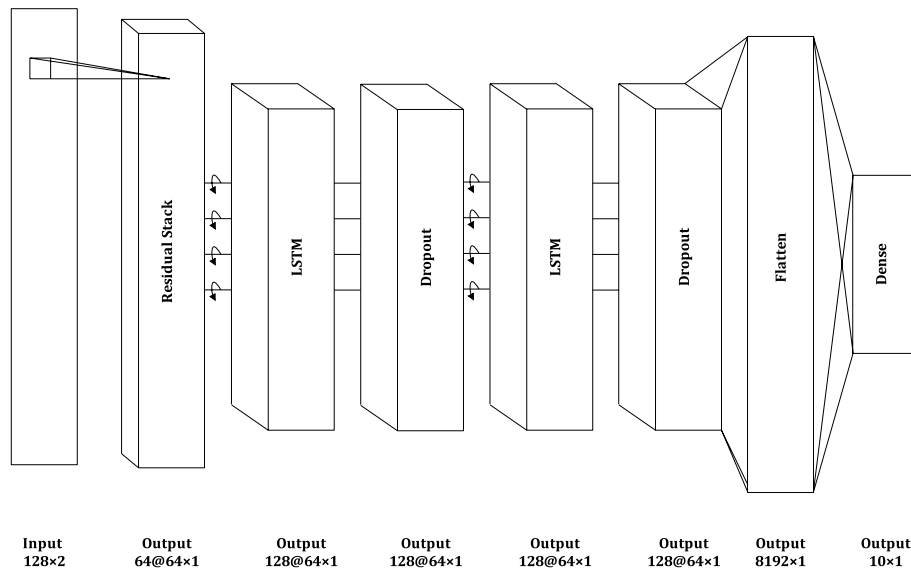 Residual Stack
LSTM
Dropout
LSTM
Dropout
Flatten
Dense
Input
128×2
Output
64@64×1
Output
128@64×1
Output
128@64×1
Output
128@64×1
Output
128@64×1
Output
8192×1
Output
10×1